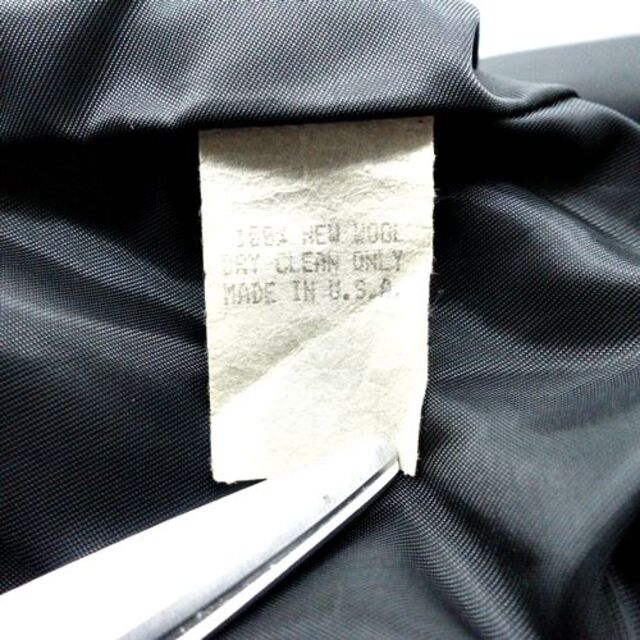 100% NEW WOOL
DRY CLEAN ONLY
MADE IN U.S.A.